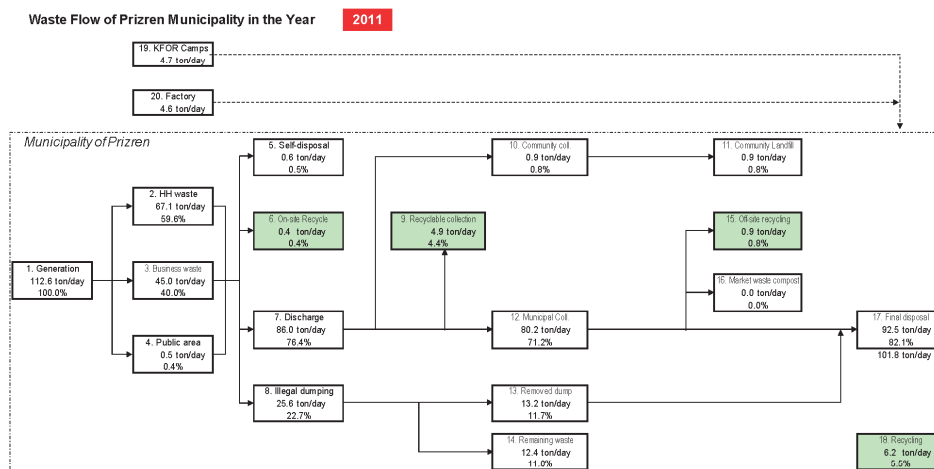 Waste Flow of Prizren Municipality in the Year 2011
19. KFOR Camps
4.7 ton/day
20. Factory
4.6 ton/day
Municipality of Prizren
5. Self-disposal
0.6 ton/day
0.5%
10. Community coll.
0.9 ton/day
0.8%
11. Community Landfill
0.9 ton/day
0.8%
2. HH waste
67.1 ton/day
59.6%
6. On-site Recycle
0.4 ton/day
0.4%
9. Recyclable collection
4.9 ton/day
4.4%
15. Off-site recycling
0.9 ton/day
0.8%
1. Generation
112.6 ton/day
100.0%
3. Business waste
45.0 ton/day
40.0%
16. Market waste compost
0.0 ton/day
0.0%
4. Public area
0.5 ton/day
0.4%
7. Discharge
86.0 ton/day
76.4%
12. Municipal Coll.
80.2 ton/day
71.2%
17. Final disposal
92.5 ton/day
82.1%
101.8 ton/day
8. Illegal dumping
25.6 ton/day
22.7%
13. Removed dump
13.2 ton/day
11.7%
14. Remaining waste
12.4 ton/day
11.0%
18. Recycling
6.2 ton/day
5.5%